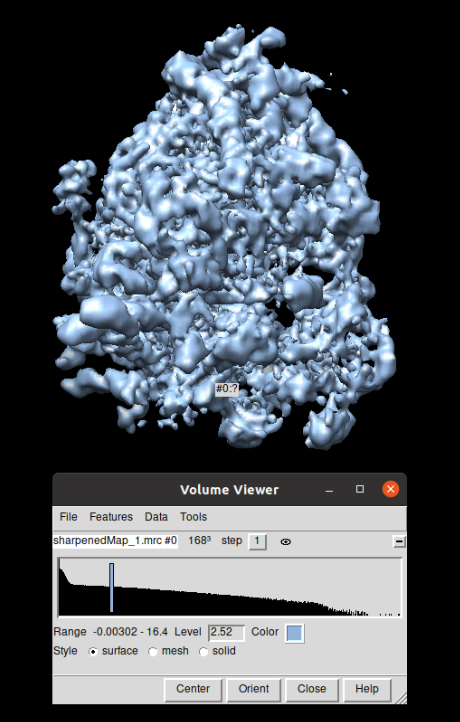 #0:?
Volume Viewer
File Features Data Tools
sharpenedMap_1.mrc #0 168³ step 1
Range -0.00302 - 16.4 Level 2.52 Color
Style surface mesh solid
Center Orient Close Help